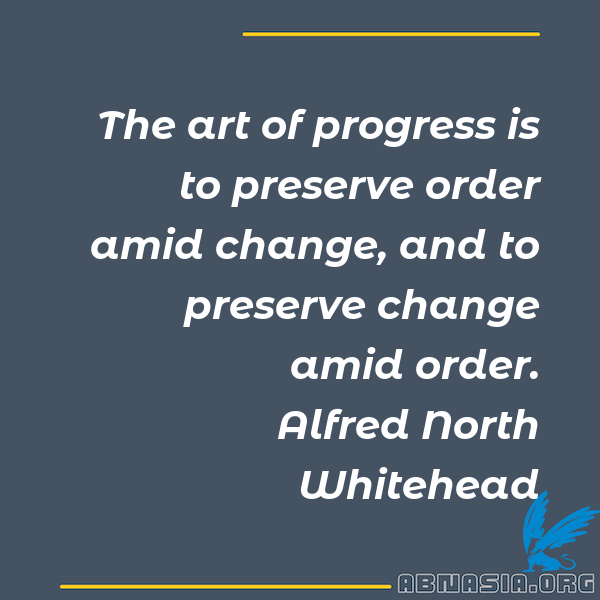 The art of progress is
to preserve order
amid change, and to
preserve change
amid order.
Alfred North
Whitehead
ABNASIA.ORG